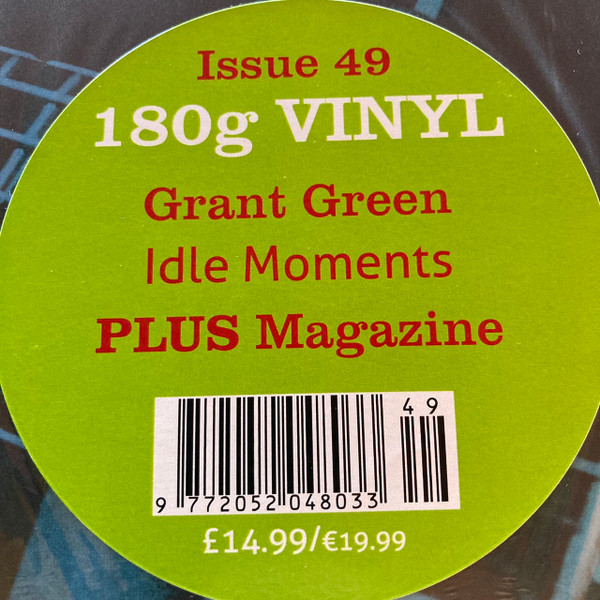 Issue 49
180g VINYL
Grant Green
Idle Moments
PLUS Magazine
49
9 772052 048033
£14.99/€19.99